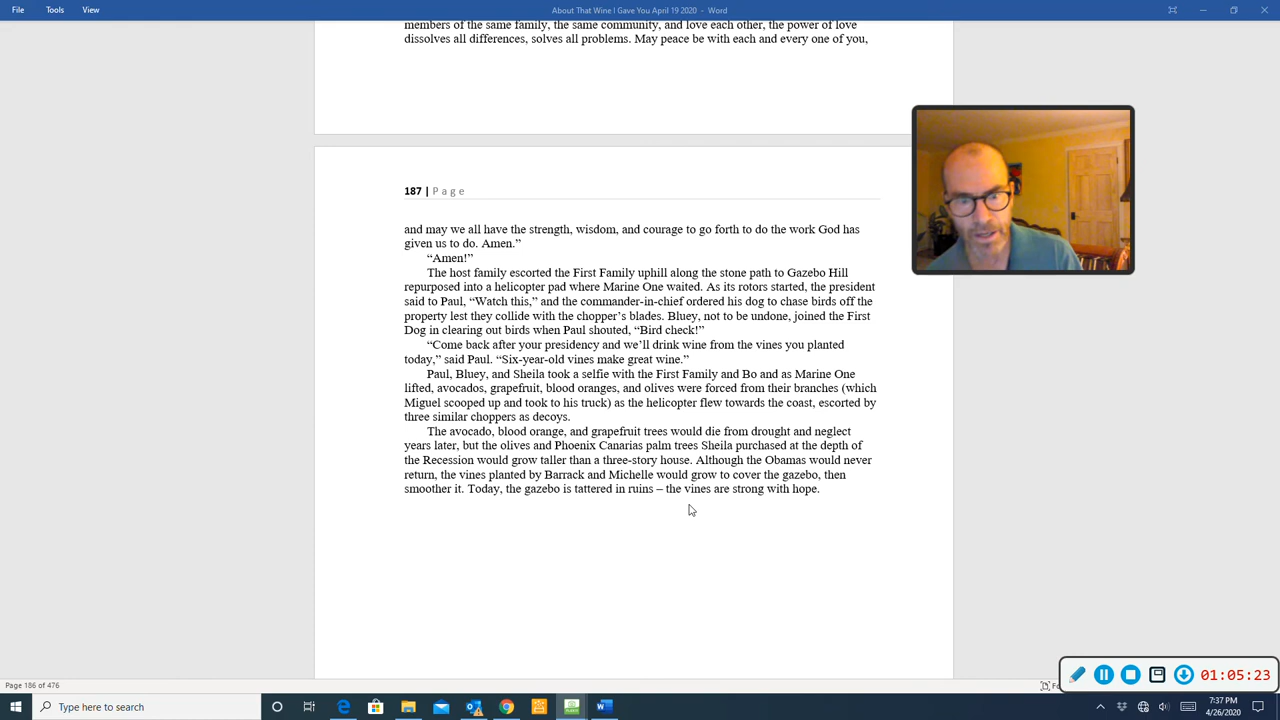 File
Tools
View
About That Wine I Gave You April 19 2020 - Word
members of the same family, the same community, and love each other, the power of love
dissolves all differences, solves all problems. May peace be with each and every one of you,
187 | Page
and may we all have the strength, wisdom, and courage to go forth to do the work God has
given us to do. Amen.”
“Amen!”
The host family escorted the First Family uphill along the stone path to Gazebo Hill
repurposed into a helicopter pad where Marine One waited. As its rotors started, the president
said to Paul, “Watch this,” and the commander-in-chief ordered his dog to chase birds off the
property lest they collide with the chopper’s blades. Bluey, not to be undone, joined the First
Dog in clearing out birds when Paul shouted, “Bird check!”
“Come back after your presidency and we’ll drink wine from the vines you planted
today,” said Paul. “Six-year-old vines make great wine.”
Paul, Bluey, and Sheila took a selfie with the First Family and Bo and as Marine One
lifted, avocados, grapefruit, blood oranges, and olives were forced from their branches (which
Miguel scooped up and took to his truck) as the helicopter flew towards the coast, escorted by
three similar choppers as decoys.
The avocado, blood orange, and grapefruit trees would die from drought and neglect
years later, but the olives and Phoenix Canarias palm trees Sheila purchased at the depth of
the Recession would grow taller than a three-story house. Although the Obamas would never
return, the vines planted by Barrack and Michelle would grow to cover the gazebo, then
smoother it. Today, the gazebo is tattered in ruins – the vines are strong with hope.
01:05:23
Page 186 of 476
Type here to search
7:37 PM
4/26/2020